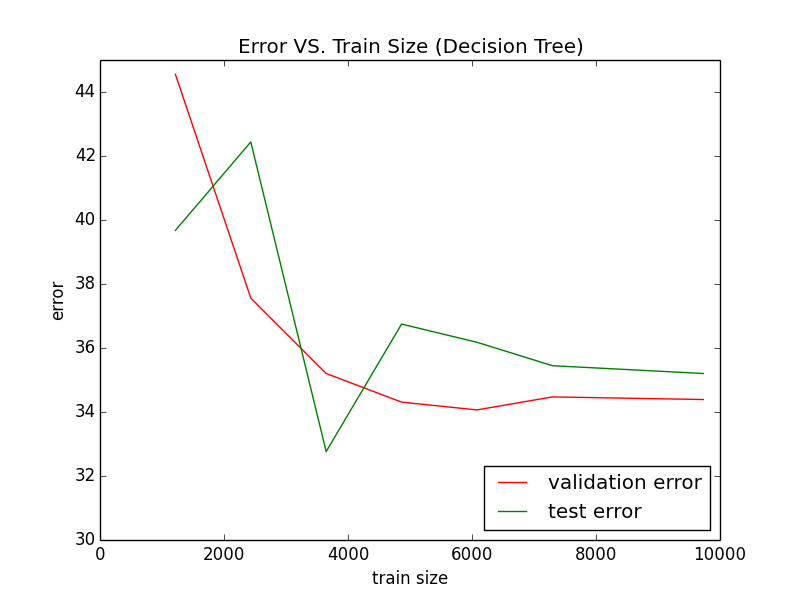 Error VS. Train Size (Decision Tree)
error
44
42
40
38
36
34
32
30
validation error
test error
0 2000 4000 6000 8000 10000
train size